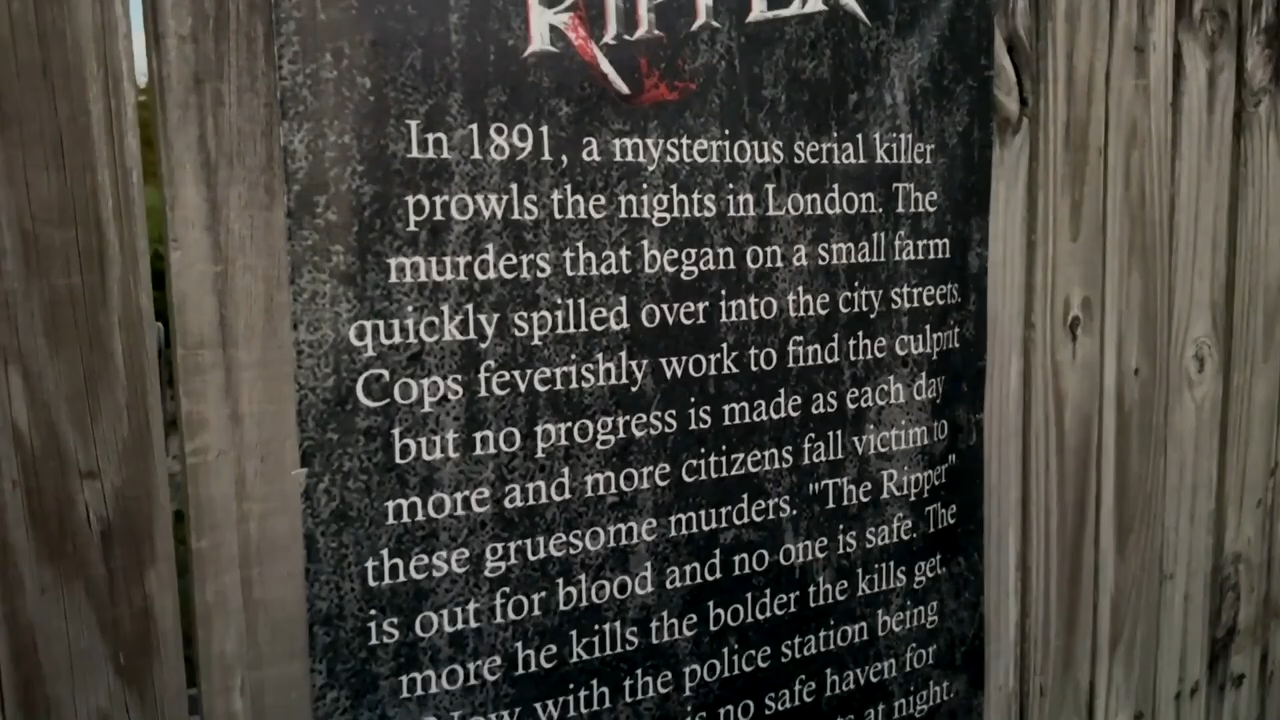 RIPPER
In 1891, a mysterious serial killer
prowls the nights in London. The
murders that began on a small farm
quickly spilled over into the city streets.
Cops feverishly work to find the culprit
but no progress is made as each day
more and more citizens fall victim to
these gruesome murders. "The Ripper"
is out for blood and no one is safe. The
more he kills the bolder the kills get.
Now with the police station being
is no safe haven for
at night.